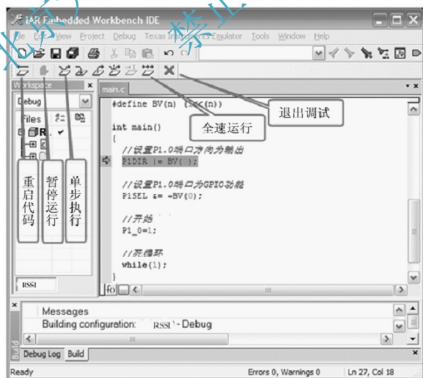 IAR Embedded Workbench IDE
File Edit View Project Debug Texas Instruments Emulator Tools Window Help
Workspace
main.c
Debug
Files
退出调试
全速运行
重启代码
暂停运行
单步执行
#define BV(n) (1<<(n))
int main()
{
//设置P1.0端口方向为输出
P1DIR |= BV(0);
//设置P1.0端口为GPIO功能
P1SEL &= ~BV(0);
//开始
P1_0=1;
//死循环
while(1);
}
RSSI
Messages
Building configuration: RSSI - Debug
Debug Log Build
Ready Errors 0, Warnings 0 Ln 27, Col 18
禁止